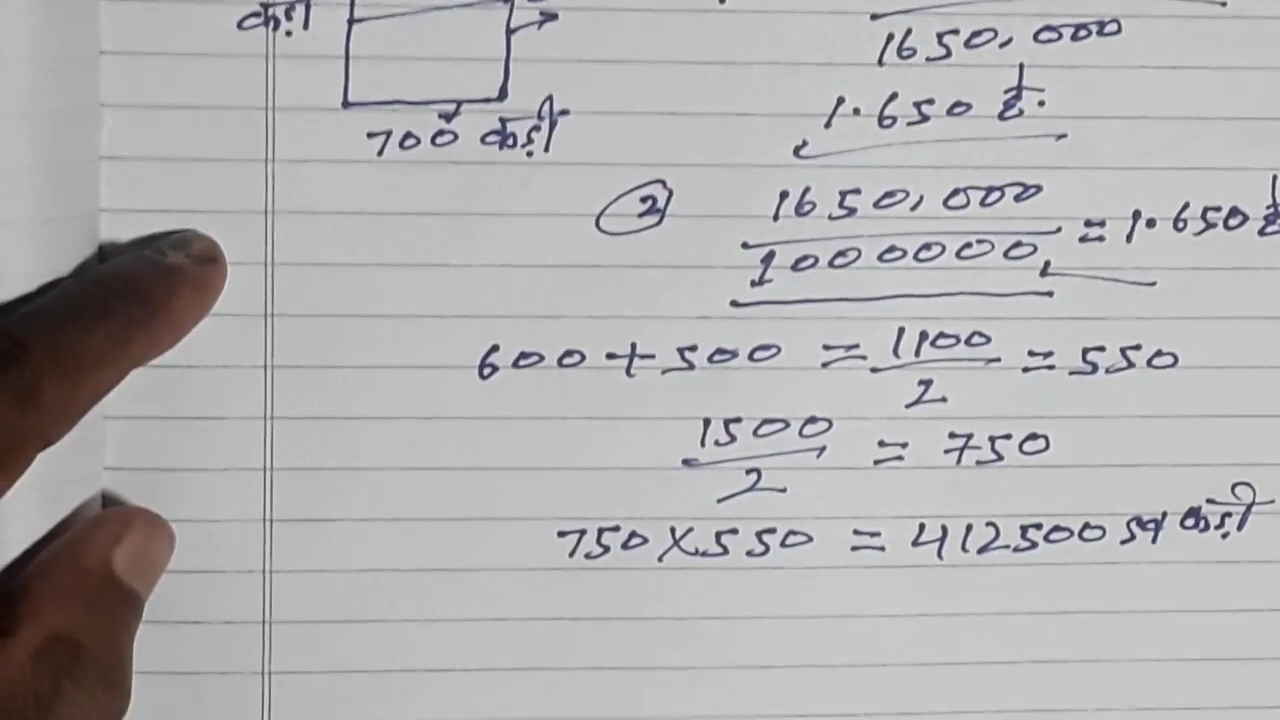 1650,000
700 कड़ी
1.650 हे.
② 1650,000 / 1000000 = 1.650
600 + 500 = 1100 / 2 = 550
1500 / 2 = 750
750 × 550 = 412500 sq कड़ी